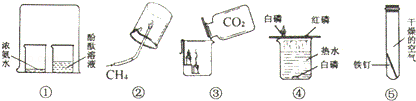 浓氨水
酚酞溶液
①
CH₄
②
CO₂
③
白磷
红磷
热水
白磷
④
干燥的空气
铁钉
⑤